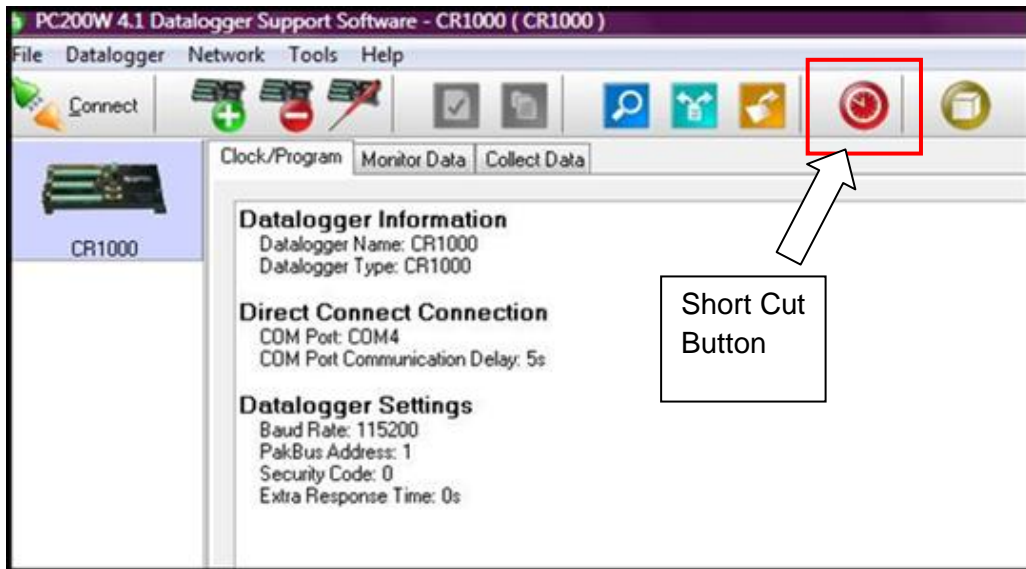 PC200W 4.1 Datalogger Support Software - CR1000 ( CR1000 )
File Datalogger Network Tools Help
Connect
Clock/Program Monitor Data Collect Data
CR1000
Datalogger Information
Datalogger Name: CR1000
Datalogger Type: CR1000
Direct Connect Connection
COM Port: COM4
COM Port Communication Delay: 5s
Datalogger Settings
Baud Rate: 115200
PakBus Address: 1
Security Code: 0
Extra Response Time: 0s
Short Cut
Button